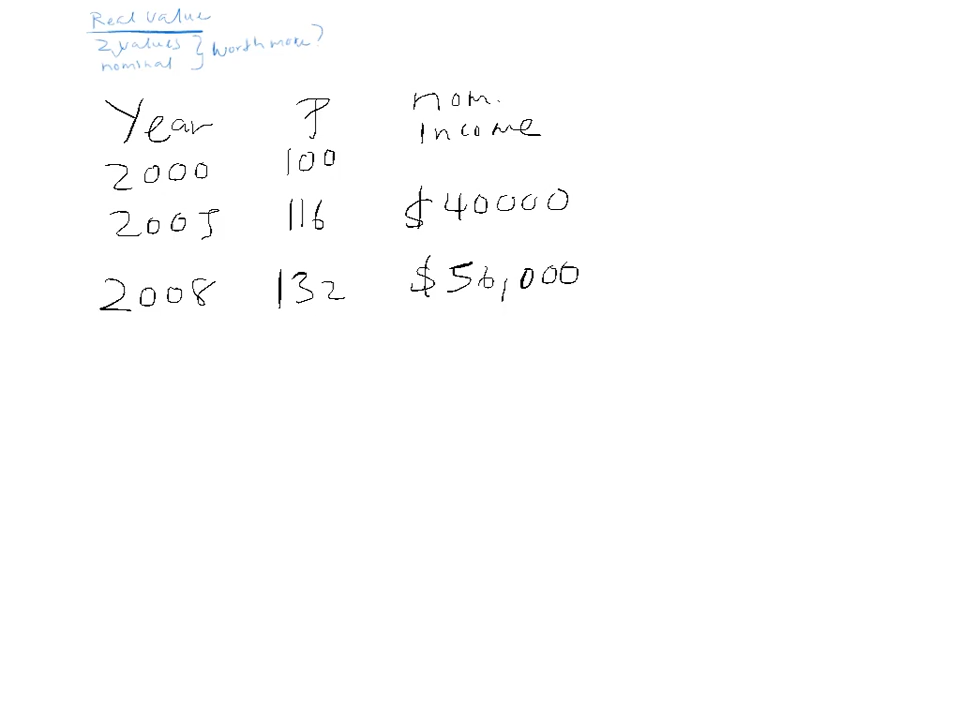 Real value
2 values } worth more?
nominal
Year P nom. income
2000 100
2005 116 $40000
2008 132 $56,000